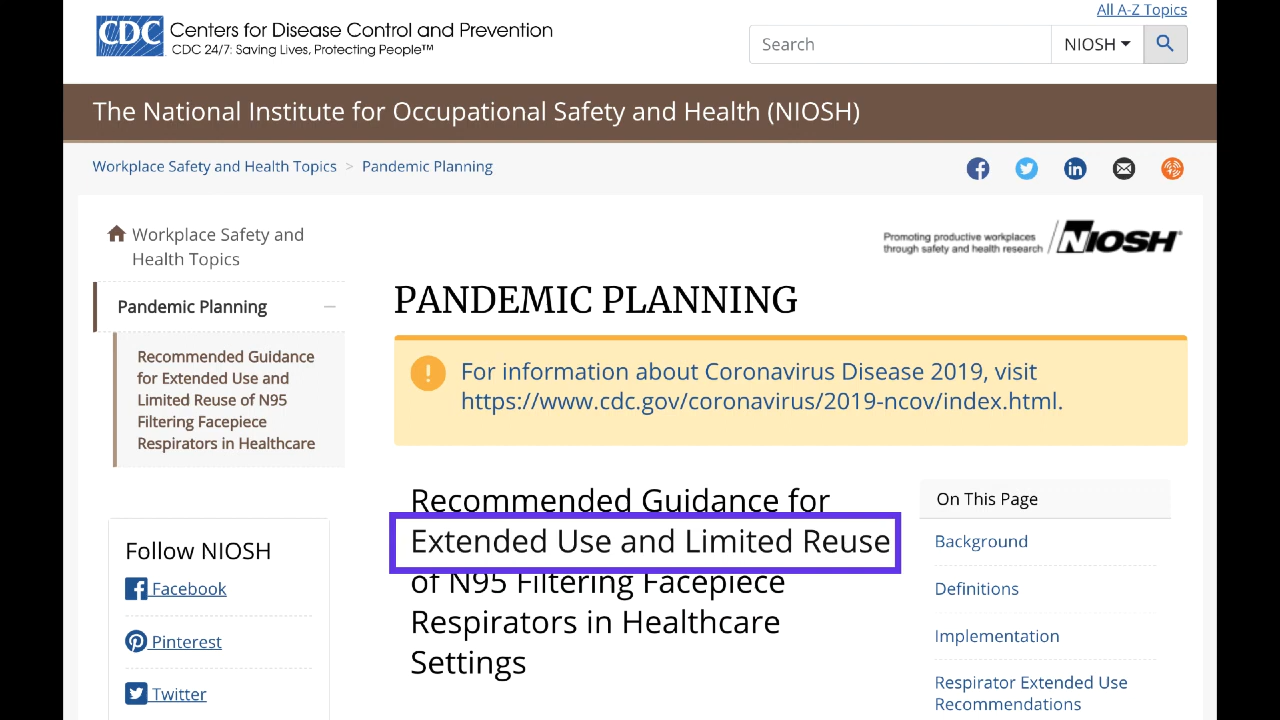 All A-Z Topics
CDC
Centers for Disease Control and Prevention
CDC 24/7: Saving Lives, Protecting People™
Search
NIOSH
The National Institute for Occupational Safety and Health (NIOSH)
Workplace Safety and Health Topics > Pandemic Planning
Workplace Safety and
Health Topics
Pandemic Planning
Recommended Guidance
for Extended Use and
Limited Reuse of N95
Filtering Facepiece
Respirators in Healthcare
Follow NIOSH
Facebook
Pinterest
Twitter
Promoting productive workplaces
through safety and health research
NIOSH®
PANDEMIC PLANNING
For information about Coronavirus Disease 2019, visit
https://www.cdc.gov/coronavirus/2019-ncov/index.html.
Recommended Guidance for
Extended Use and Limited Reuse
of N95 Filtering Facepiece
Respirators in Healthcare
Settings
On This Page
Background
Definitions
Implementation
Respirator Extended Use
Recommendations